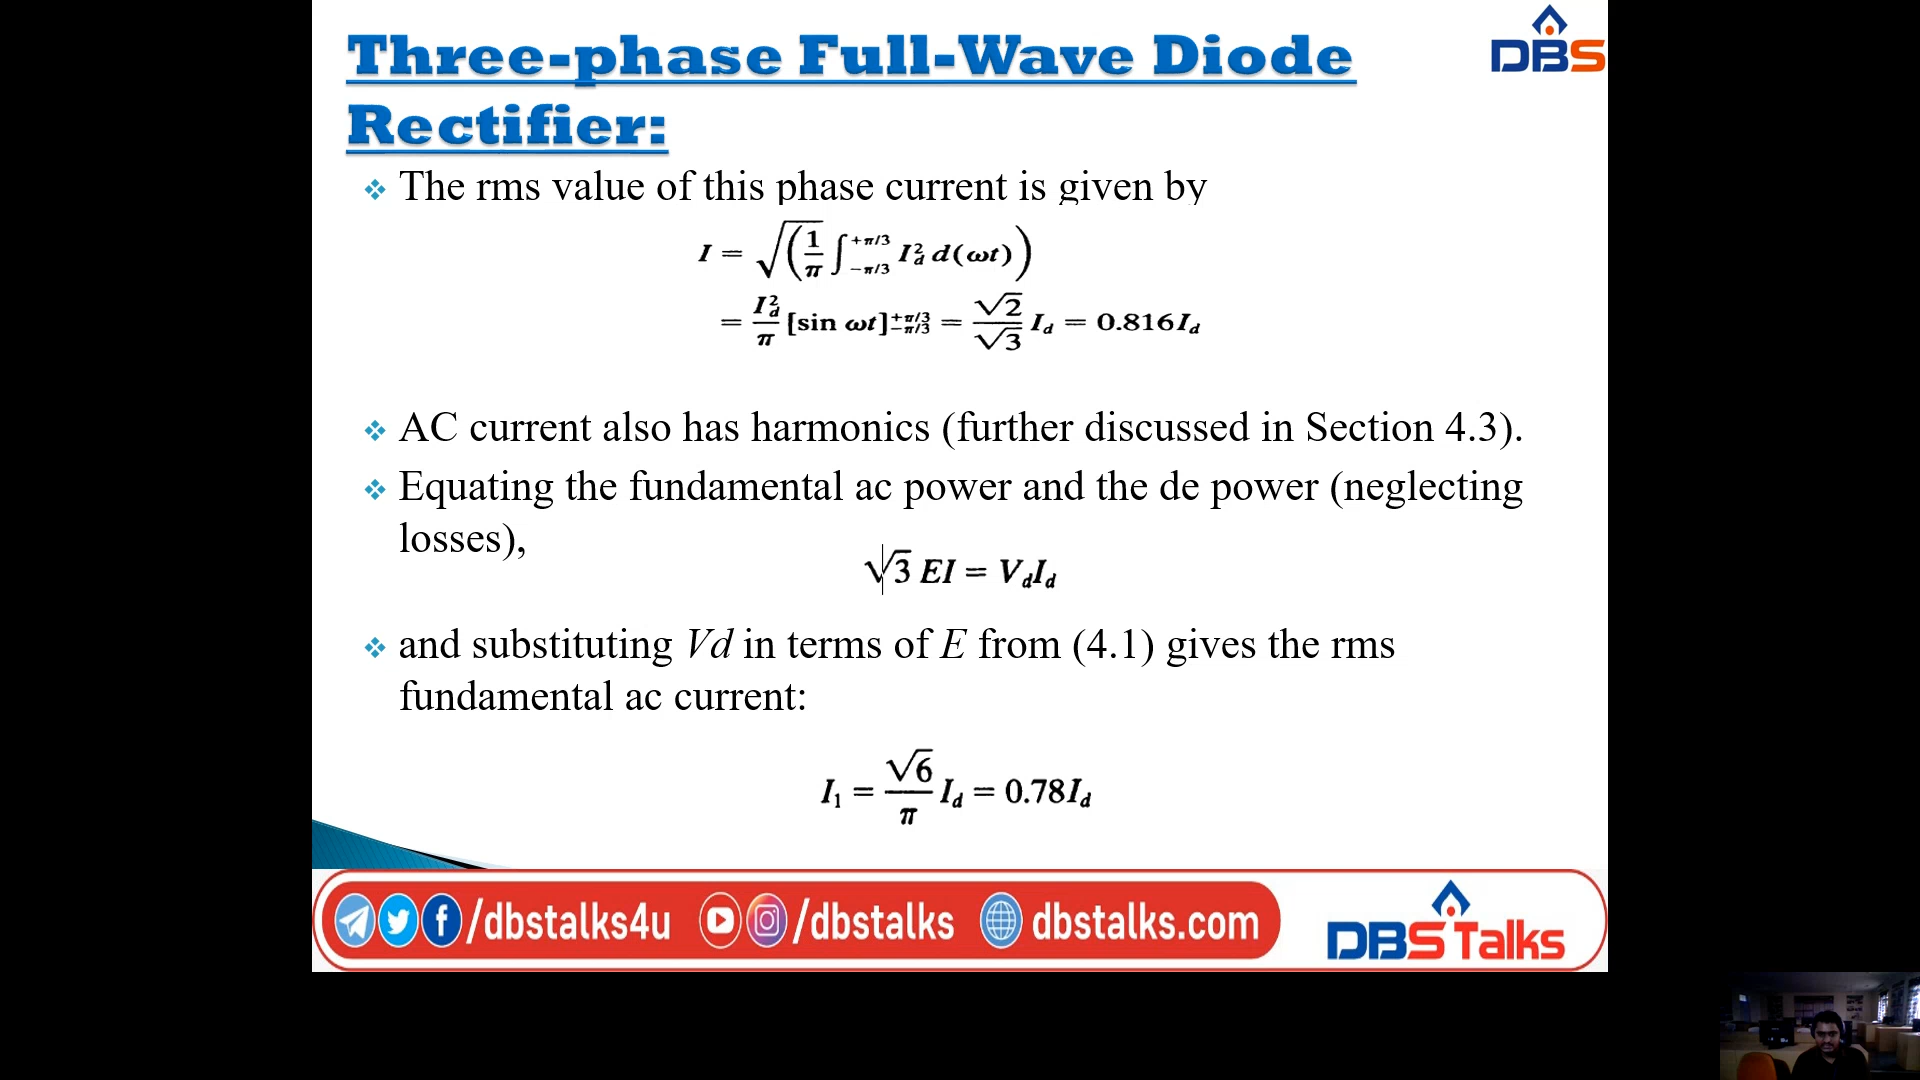 Three-phase Full-Wave Diode
Rectifier:
DBS
❖ The rms value of this phase current is given by
I = √((1/π) ∫_{-π/3}^{+π/3} I_d^2 d(ωt))
= I_d^2/π [sin ωt]_{-π/3}^{+π/3} = √2/√3 I_d = 0.816I_d
❖ AC current also has harmonics (further discussed in Section 4.3).
❖ Equating the fundamental ac power and the de power (neglecting
losses),
√3 EI = V_dI_d
❖ and substituting Vd in terms of E from (4.1) gives the rms
fundamental ac current:
I_1 = √6/π I_d = 0.78I_d
/dbstalks4u /dbstalks dbstalks.com
DBS Talks